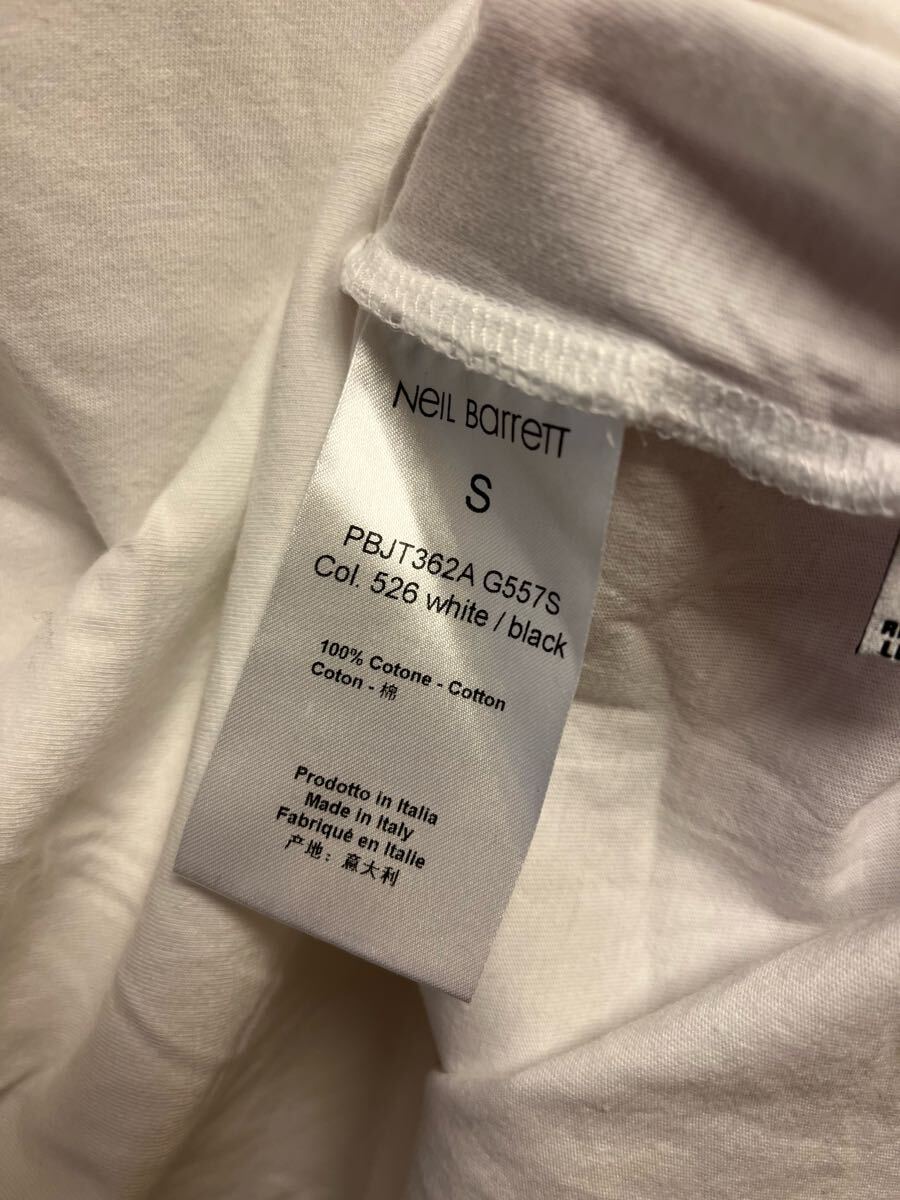 NeiL BarreTT
S
PBJT362A G557S
Col. 526 white / black
100% Cotone - Cotton
Coton - 棉
Prodotto in Italia
Made in Italy
Fabriqué en Italie
产地：意大利